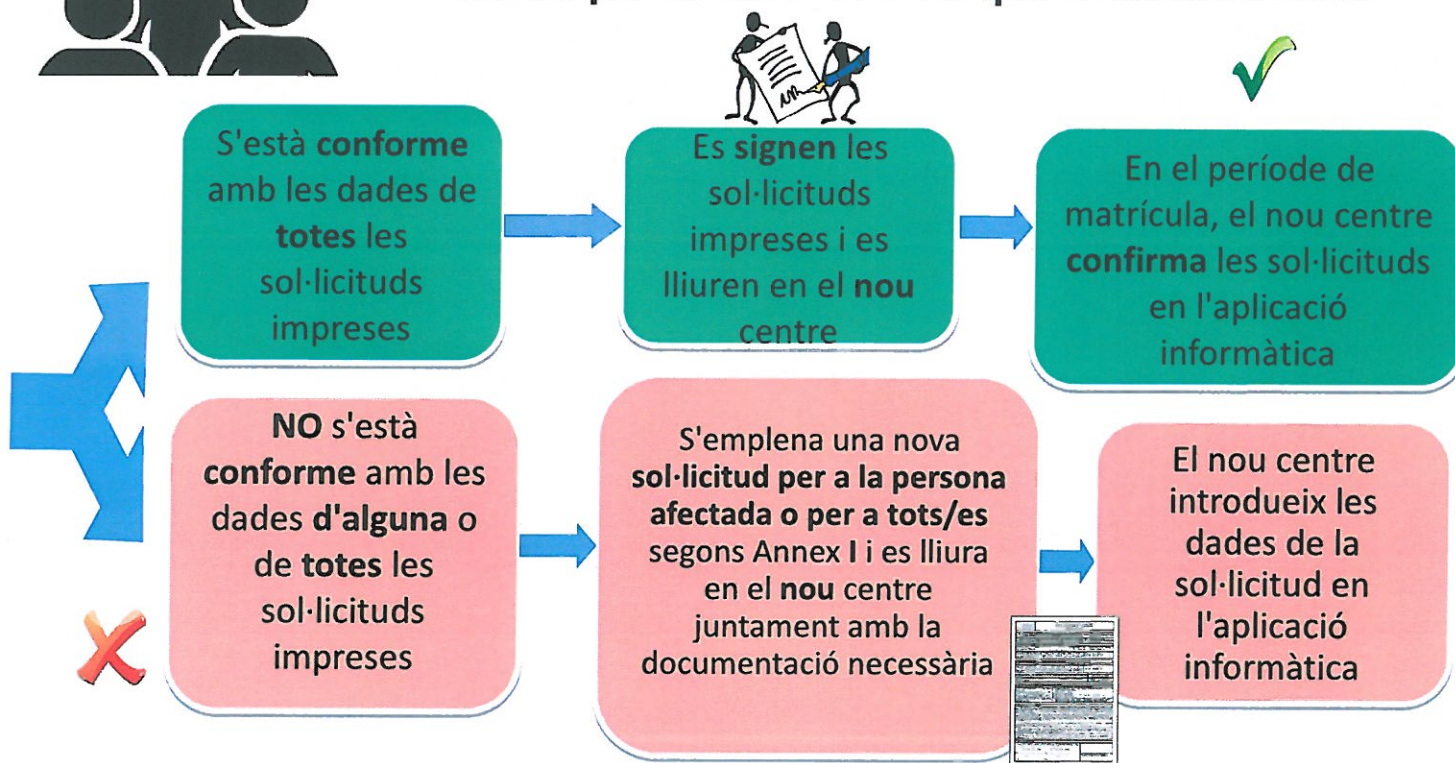 S'està conforme
amb les dades de
totes les
sol·licituds
impreses
Es signen les
sol·licituds
impreses i es
lliuren en el nou
centre
En el període de
matrícula, el nou centre
confirma les sol·licituds
en l'aplicació
informàtica
NO s'està
conforme amb les
dades d'alguna o
de totes les
sol·licituds
impreses
S'emplena una nova
sol·licitud per a la persona
afectada o per a tots/es
segons Annex I i es lliura
en el nou centre
juntament amb la
documentació necessària
El nou centre
introdueix les
dades de la
sol·licitud en
l'aplicació
informàtica